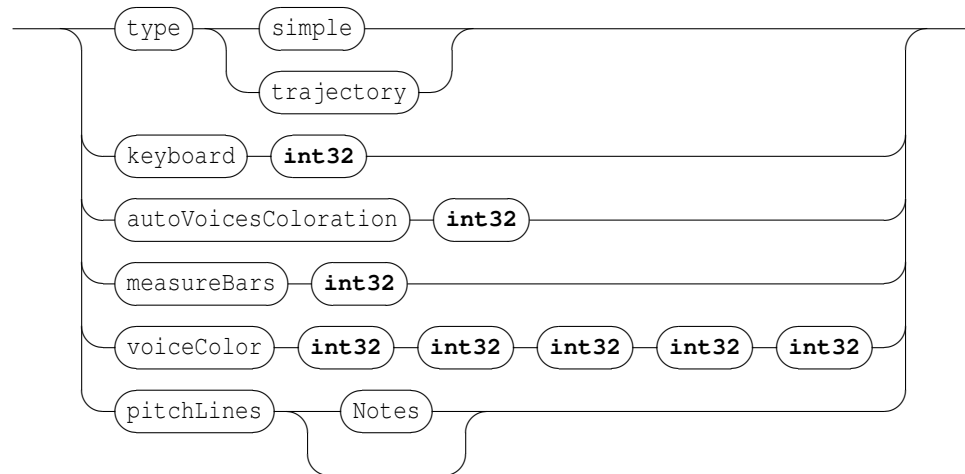 type simple
trajectory
keyboard int32
autoVoicesColoration int32
measureBars int32
voiceColor int32 int32 int32 int32 int32
pitchLines Notes